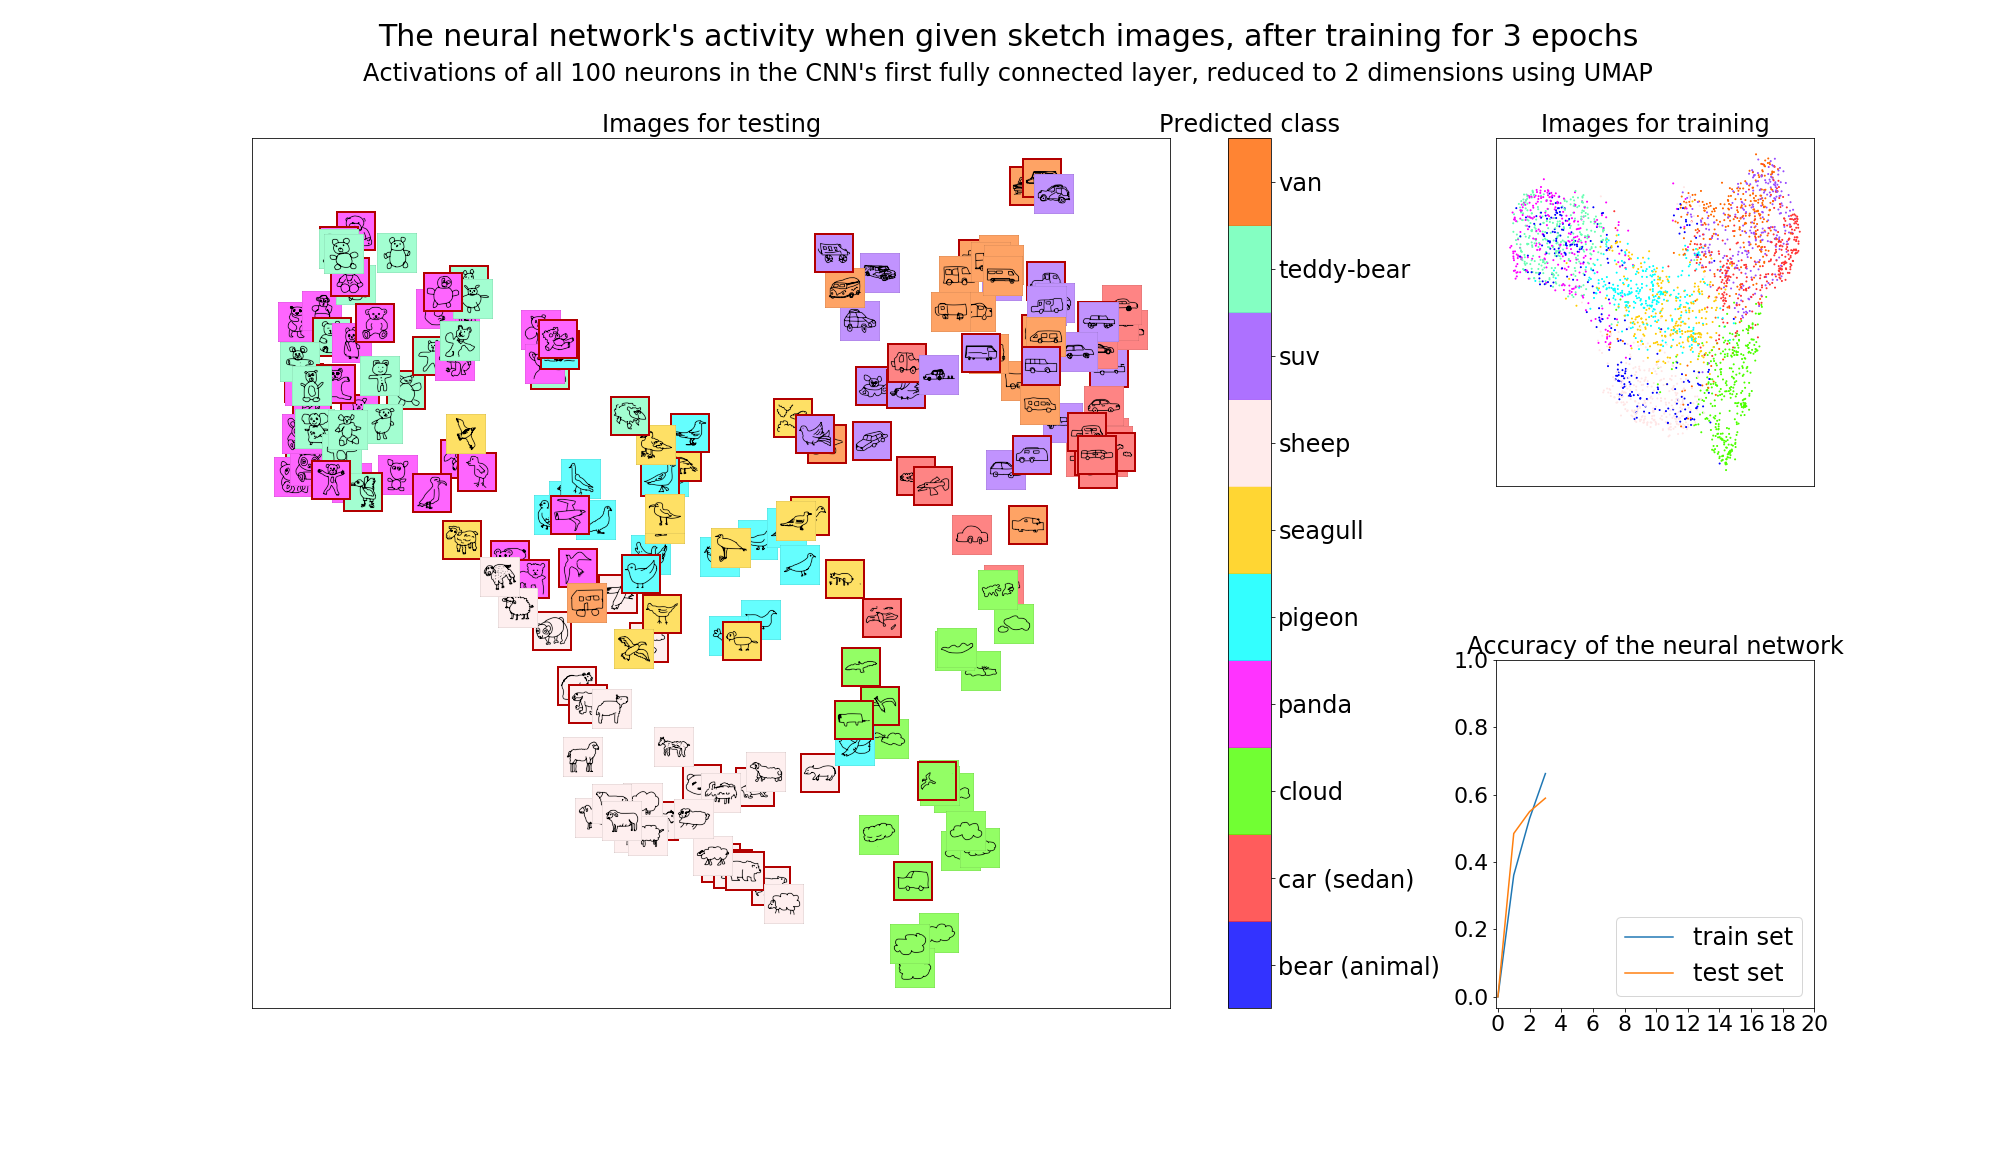 The neural network's activity when given sketch images, after training for 3 epochs
Activations of all 100 neurons in the CNN's first fully connected layer, reduced to 2 dimensions using UMAP
Images for testing
Predicted class
van
teddy-bear
suv
sheep
seagull
pigeon
panda
cloud
car (sedan)
bear (animal)
Images for training
Accuracy of the neural network
1.0
0.8
0.6
0.4
0.2
0.0
train set
test set
0 2 4 6 8 10 12 14 16 18 20